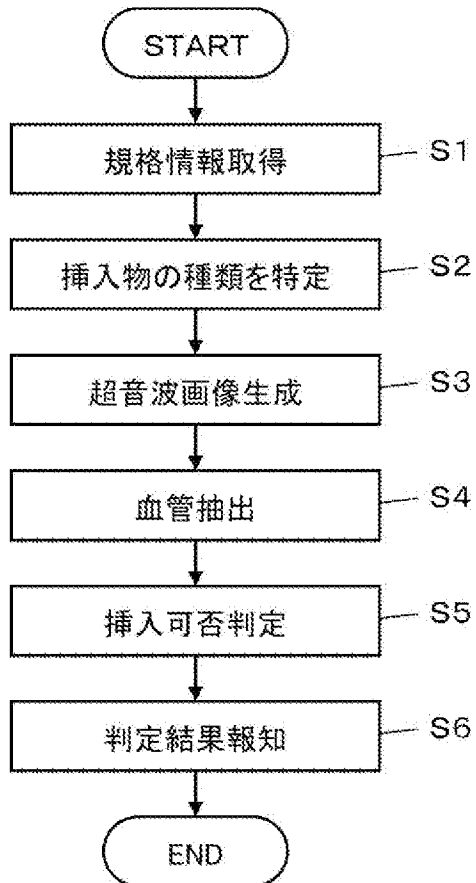 START
規格情報取得
S1
挿入物の種類を特定
S2
超音波画像生成
S3
血管抽出
S4
挿入可否判定
S5
判定結果報知
S6
END